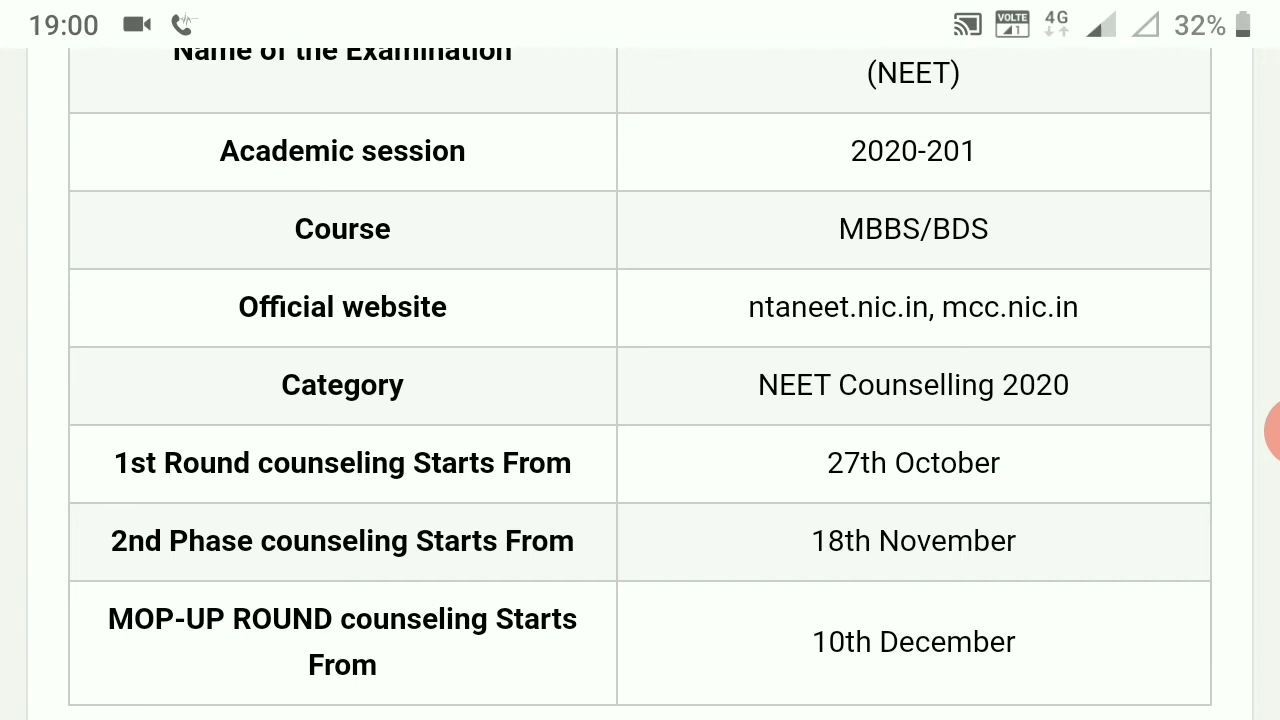 19:00 VOLTE 1 4G 32%
Name of the Examination
(NEET)
Academic session 2020-201
Course MBBS/BDS
Official website ntaneet.nic.in, mcc.nic.in
Category NEET Counselling 2020
1st Round counseling Starts From 27th October
2nd Phase counseling Starts From 18th November
MOP-UP ROUND counseling Starts
From
10th December